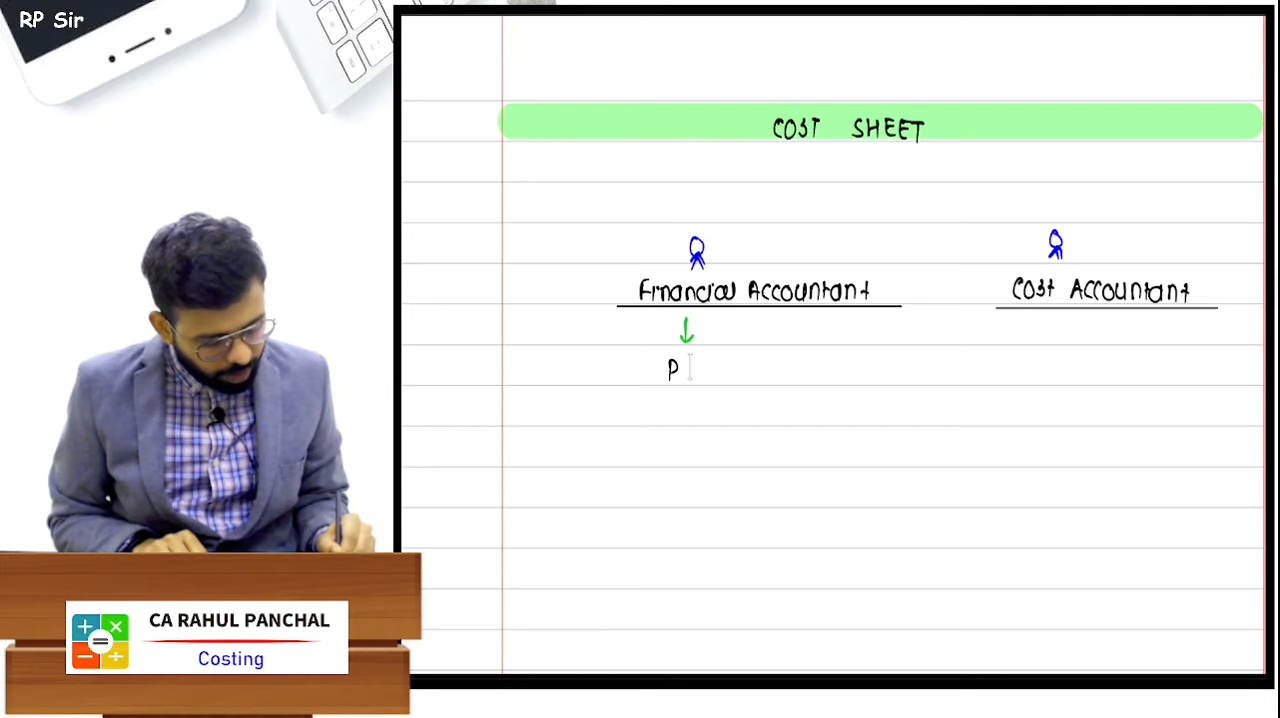 RP Sir
COST SHEET
Financial Accountant
Cost Accountant
P
CA RAHUL PANCHAL
Costing